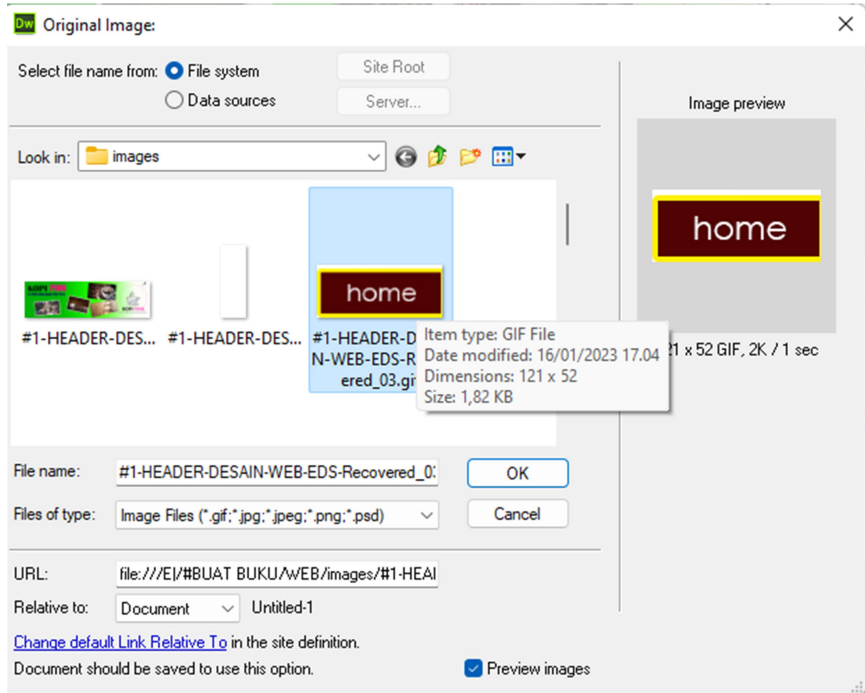 Dw Original Image:
Select file name from: File system
Data sources
Site Root
Server...
Look in: images
home
#1-HEADER-DES... #1-HEADER-DES... #1-HEADER-D
N-WEB-EDS-R
ered_03.gi
Item type: GIF File
Date modified: 16/01/2023 17.04
Dimensions: 121 x 52
Size: 1,82 KB
Image preview
home
x 52 GIF, 2K / 1 sec
File name: #1-HEADER-DESAIN-WEB-EDS-Recovered_0
OK
Files of type: Image Files (*.gif;*.jpg;*.jpeg;*.png;*.psd)
Cancel
URL: file:///E|/#BUAT BUKU/WEB/images/#1-HEA
Relative to: Document Untitled-1
Change default Link Relative To in the site definition.
Document should be saved to use this option.
Preview images